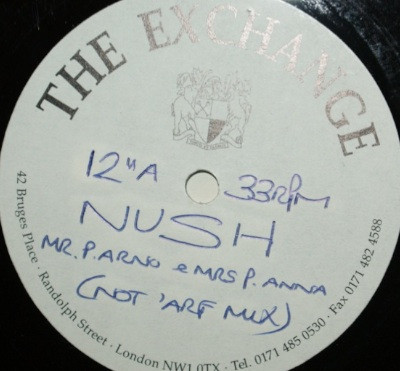 THE EXCHANGE
12"A 33RPM
NUSH
MR. P. ARNO e MRS P. ANNA
(NOT 'ARF MIX)
42 Bruges Place · Randolph Street · London NW1 0TX · Tel. 0171 485 0530 · Fax 0171 482 4588